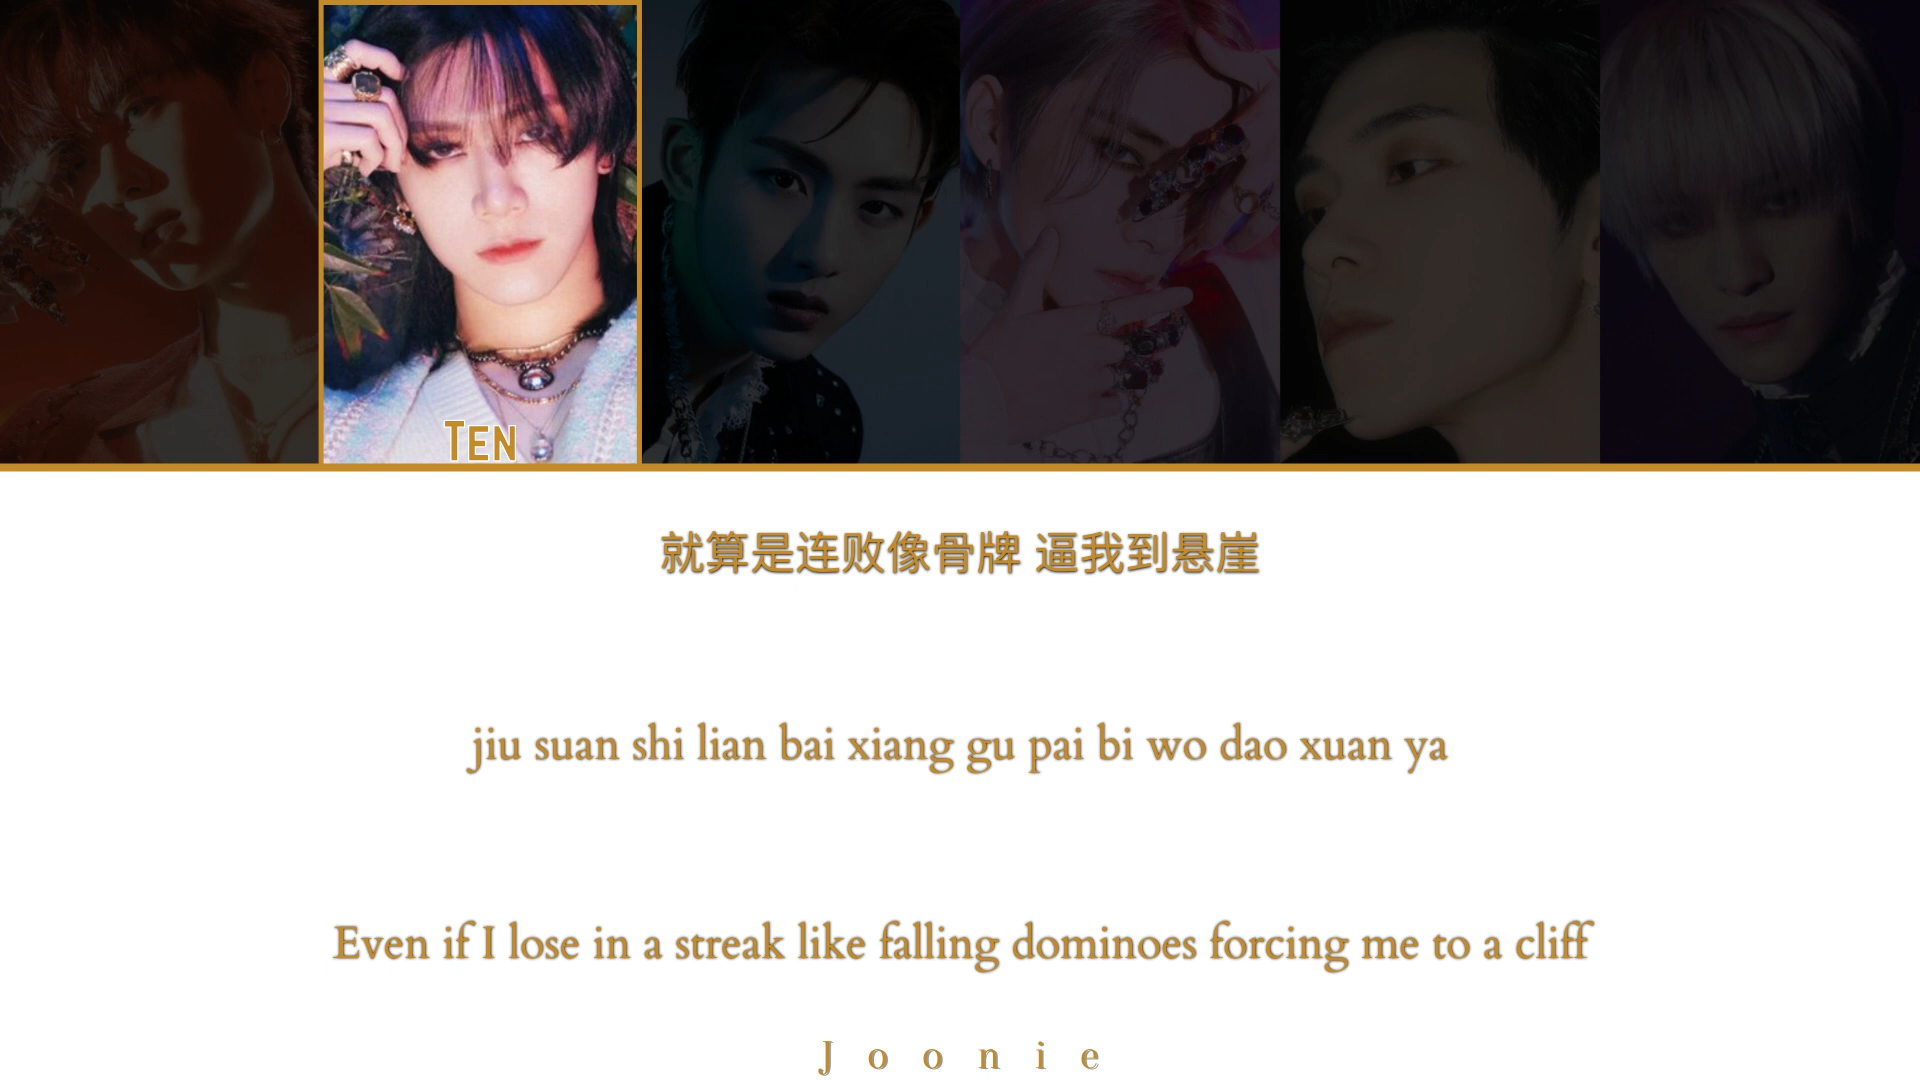 TEN
就算是连败像骨牌 逼我到悬崖
jiu suan shi lian bai xiang gu pai bi wo dao xuan ya
Even if I lose in a streak like falling dominoes forcing me to a cliff
Joonie